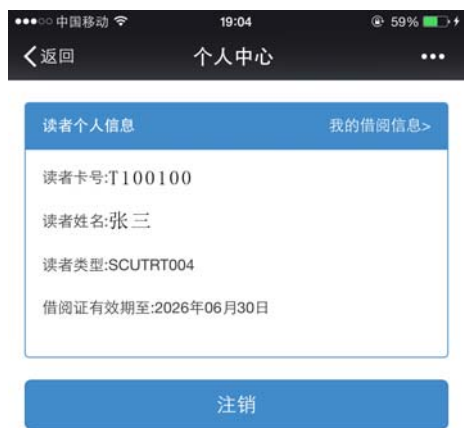 ●●●○○ 中国移动 19:04 59%
返回 个人中心 •••
读者个人信息 我的借阅信息>
读者卡号:T100100
读者姓名:张三
读者类型:SCUTRT004
借阅证有效期至:2026年06月30日
注销